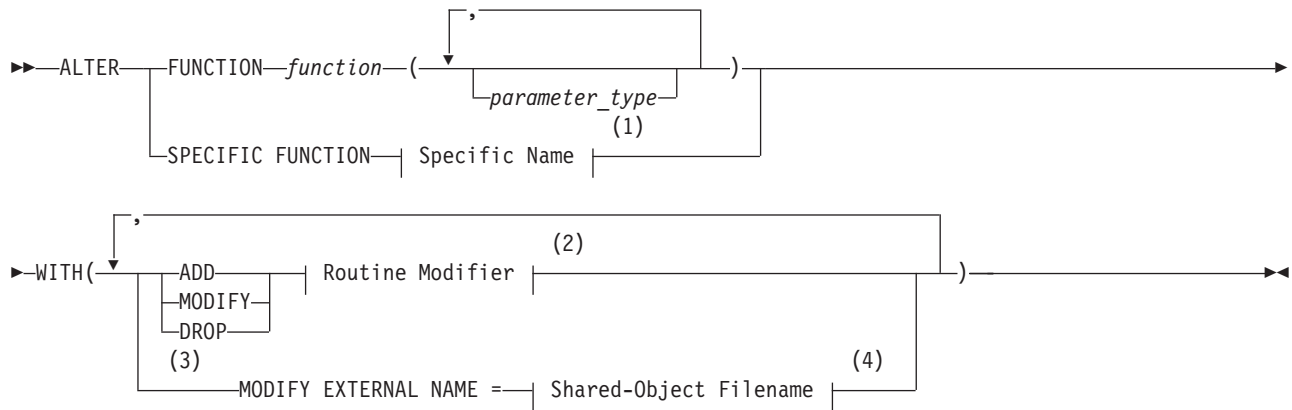 ,
ALTER FUNCTION function ( )
parameter_type
(1)
SPECIFIC FUNCTION Specific Name
,
(2)
WITH( ADD Routine Modifier )
MODIFY
DROP
(3) (4)
MODIFY EXTERNAL NAME = Shared-Object Filename